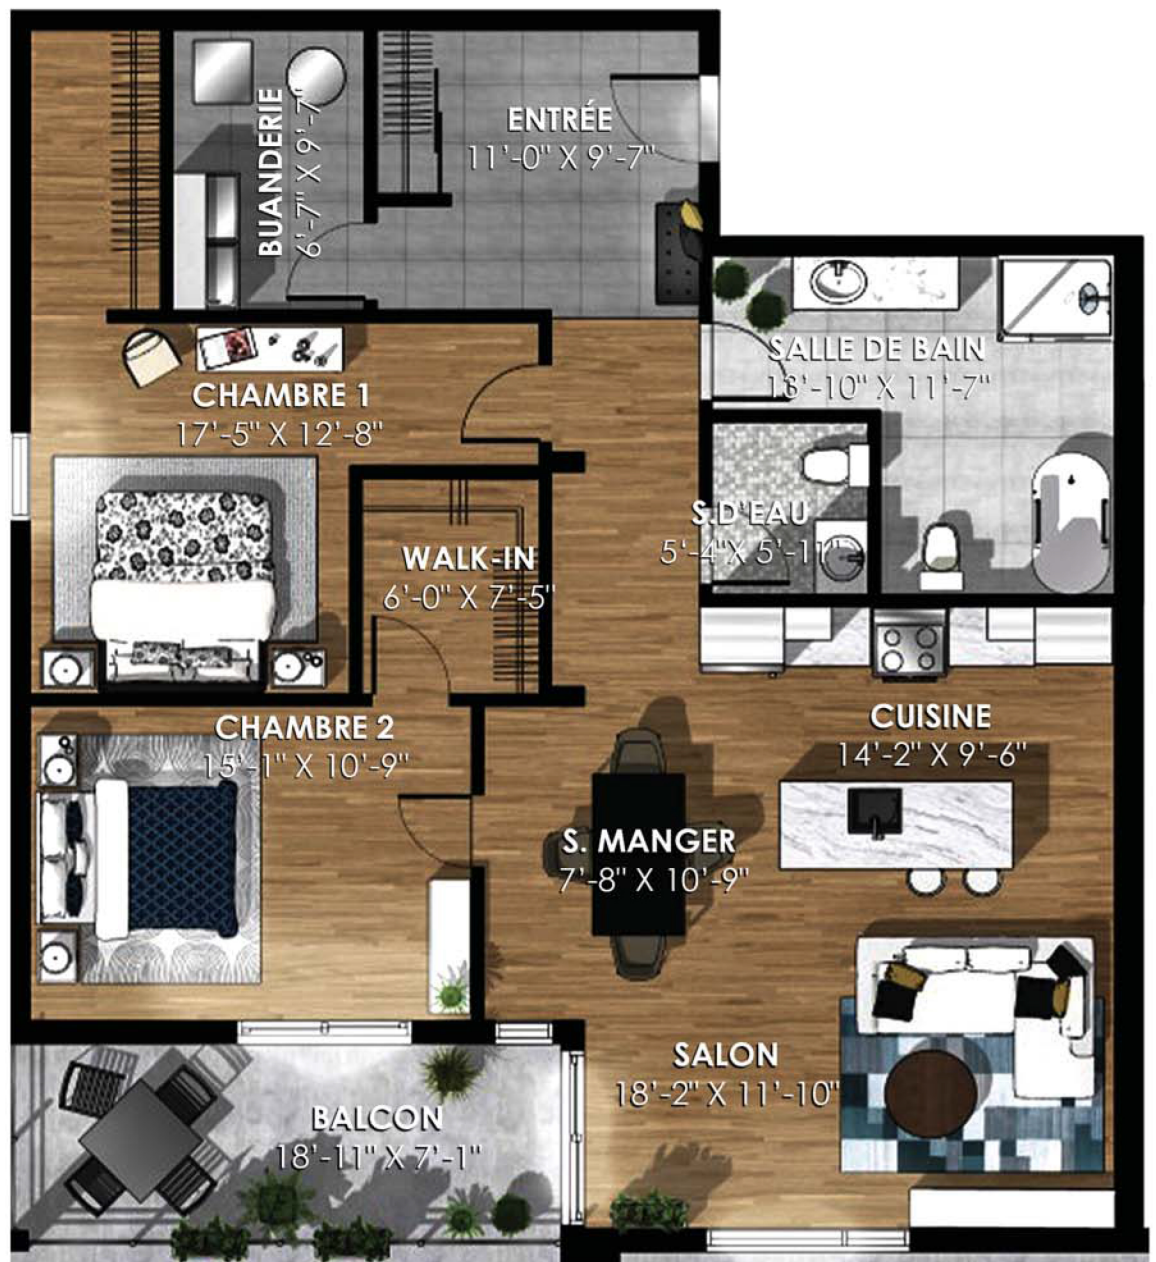 ENTRÉE
11'-0" X 9'-7"
BUANDERIE
6'-7" X 9'-7"
SALLE DE BAIN
13'-10" X 11'-7"
CHAMBRE 1
17'-5" X 12'-8"
S.D'EAU
5'-4"X 5'-11"
WALK-IN
6'-0" X 7'-5"
CHAMBRE 2
15'-1" X 10'-9"
CUISINE
14'-2" X 9'-6"
S. MANGER
7'-8" X 10'-9"
SALON
18'-2" X 11'-10"
BALCON
18'-11" X 7'-1"